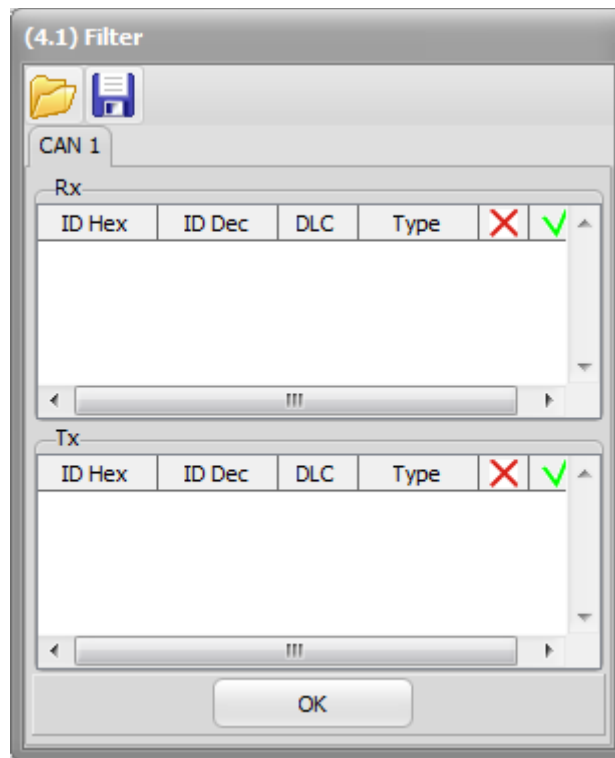 (4.1) Filter
CAN 1
Rx
ID Hex ID Dec DLC Type
Tx
ID Hex ID Dec DLC Type
OK